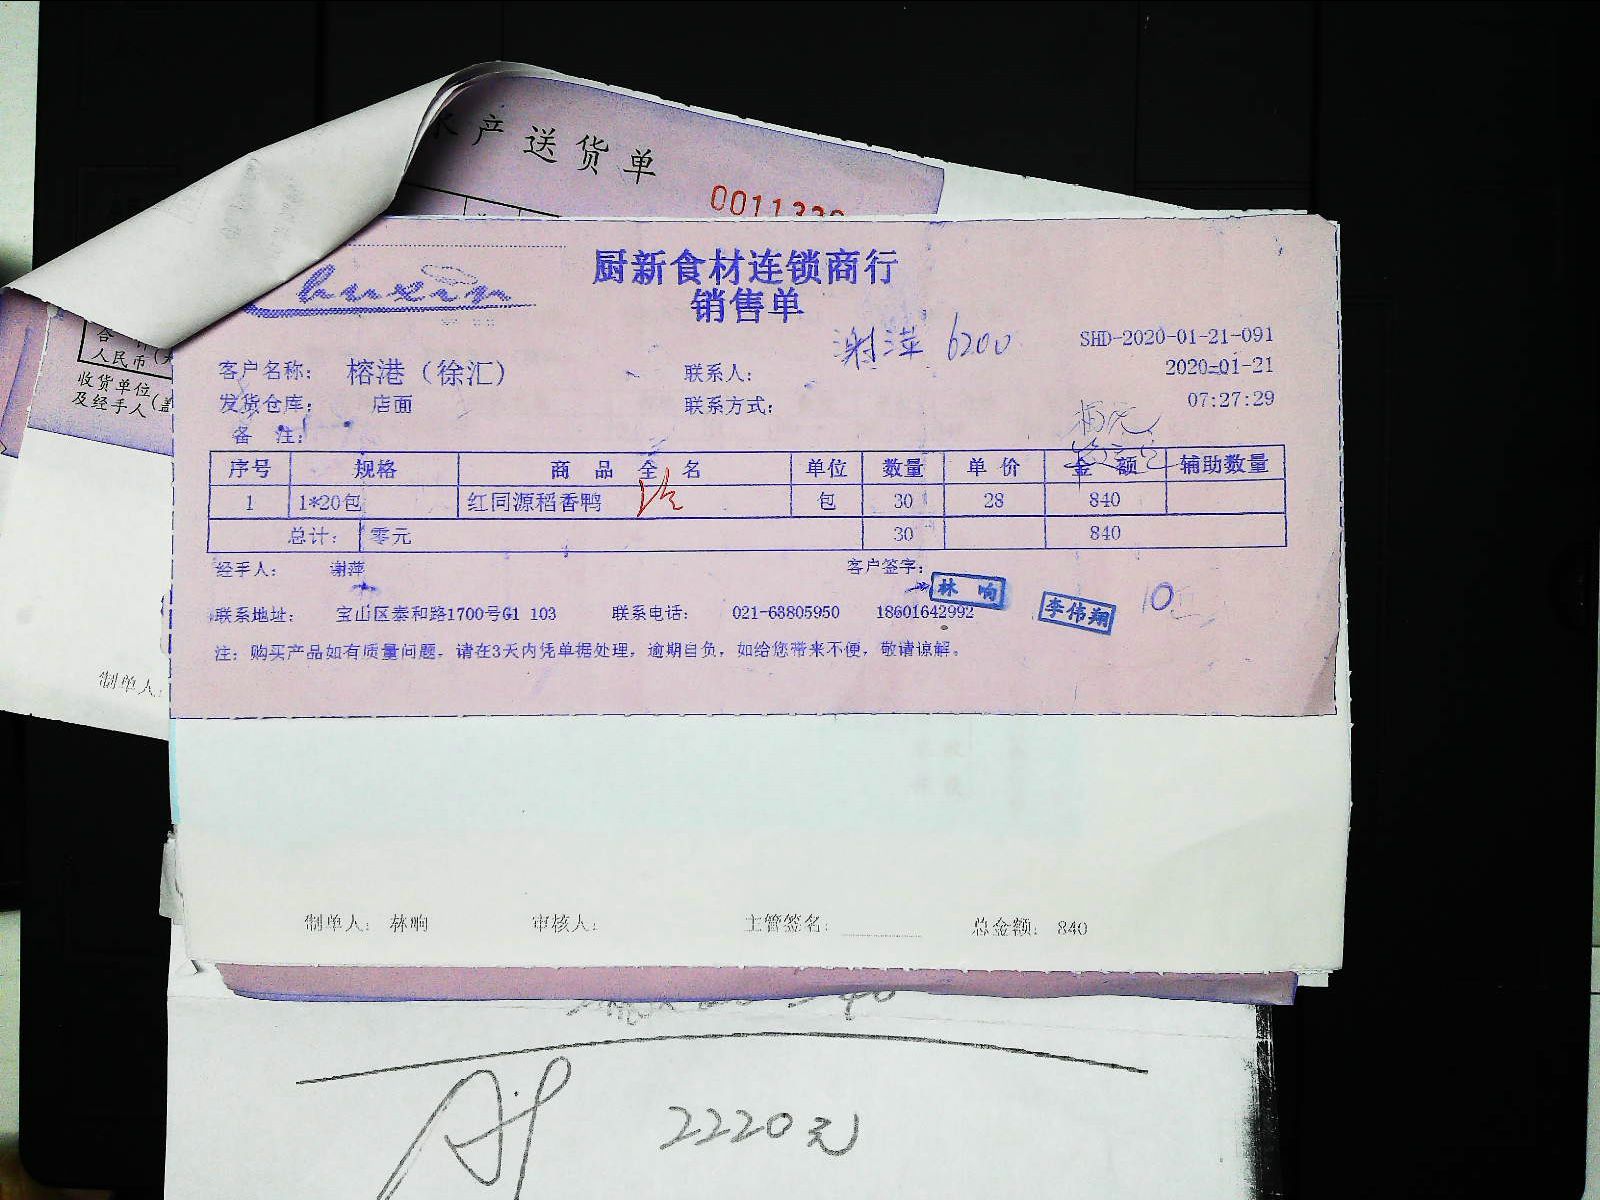 水产送货单
001133
厨新食材连锁商行
销售单
谢萍 6200
SHD-2020-01-21-091
客户名称: 榕港（徐汇） 联系人: 2020-01-21
发货仓库: 店面 联系方式: 07:27:29
备 注:
序号 规格 商品全名 单位 数量 单价 金额 辅助数量
1 1*20包 红同源稻香鸭 包 30 28 840
总计: 零元 30 840
经手人: 谢萍 客户签字:
林响 李伟翔 10
联系地址: 宝山区泰和路1700号G1 103 联系电话: 021-63805950 18601642992
注: 购买产品如有质量问题，请在3天内凭单据处理，逾期自负，如给您带来不便，敬请谅解。
人民币
收货单位
及经手人
制单人:
制单人: 林响 审核人: 主管签名: 总金额: 840
2220元